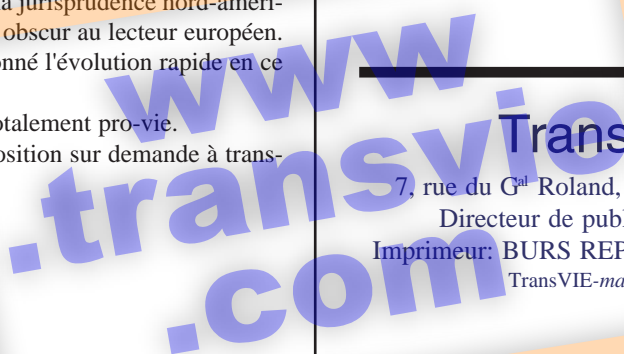 la jurisprudence nord-améri-
obscur au lecteur européen.
onné l'évolution rapide en ce
otalement pro-vie.
osition sur demande à trans-
Trans
7, rue du Gal Roland,
Directeur de publ
Imprimeur: BURS REP
TransVIE-ma
www
.transvie
.com